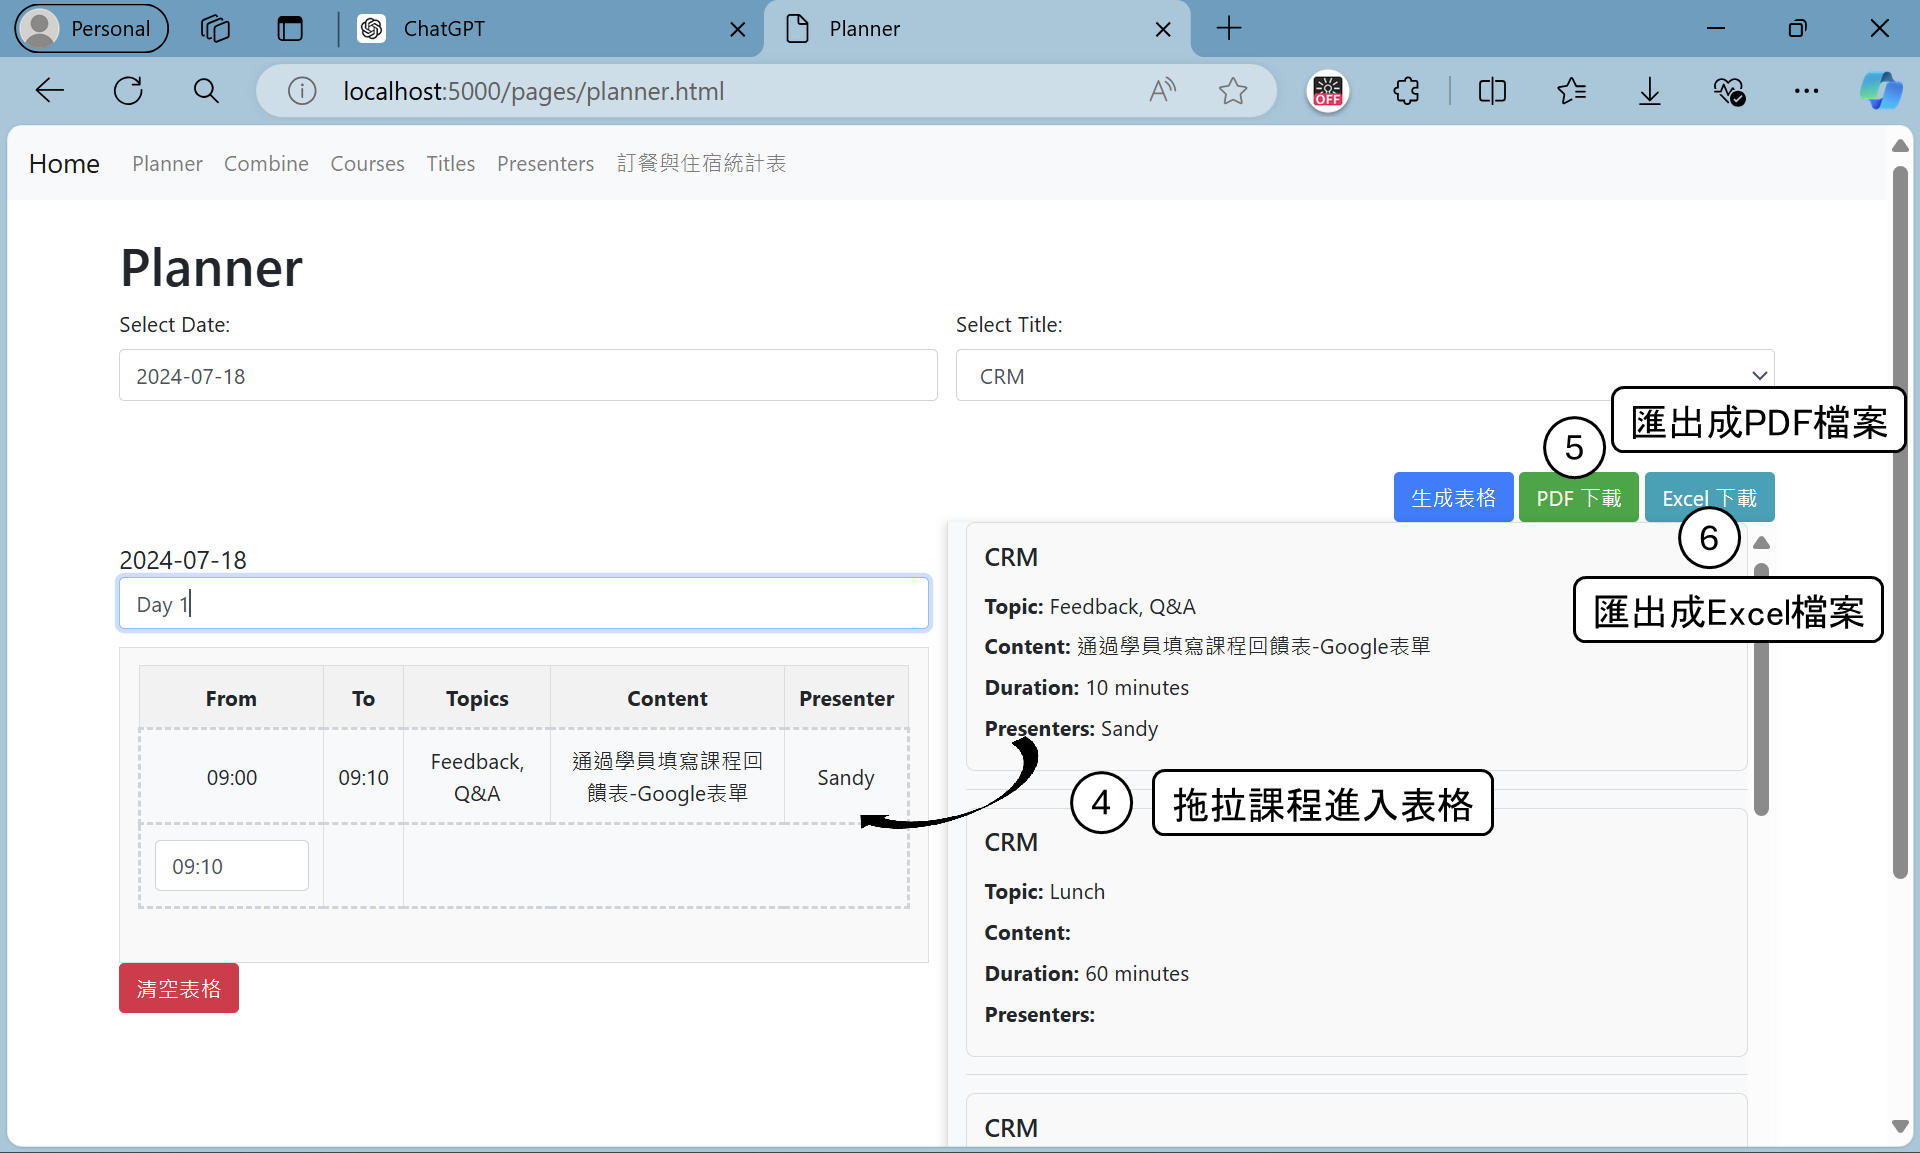 Personal
ChatGPT
Planner
localhost:5000/pages/planner.html
OFF
Home Planner Combine Courses Titles Presenters 訂餐與住宿統計表
Planner
Select Date:
Select Title:
2024-07-18
CRM
匯出成PDF檔案
5
生成表格
PDF 下載
Excel 下載
6
匯出成Excel檔案
2024-07-18
Day 1
From To Topics Content Presenter
09:00 09:10 Feedback, Q&A 通過學員填寫課程回饋表-Google表單 Sandy
09:10
清空表格
CRM
Topic: Feedback, Q&A
Content: 通過學員填寫課程回饋表-Google表單
Duration: 10 minutes
Presenters: Sandy
4
拖拉課程進入表格
CRM
Topic: Lunch
Content:
Duration: 60 minutes
Presenters:
CRM